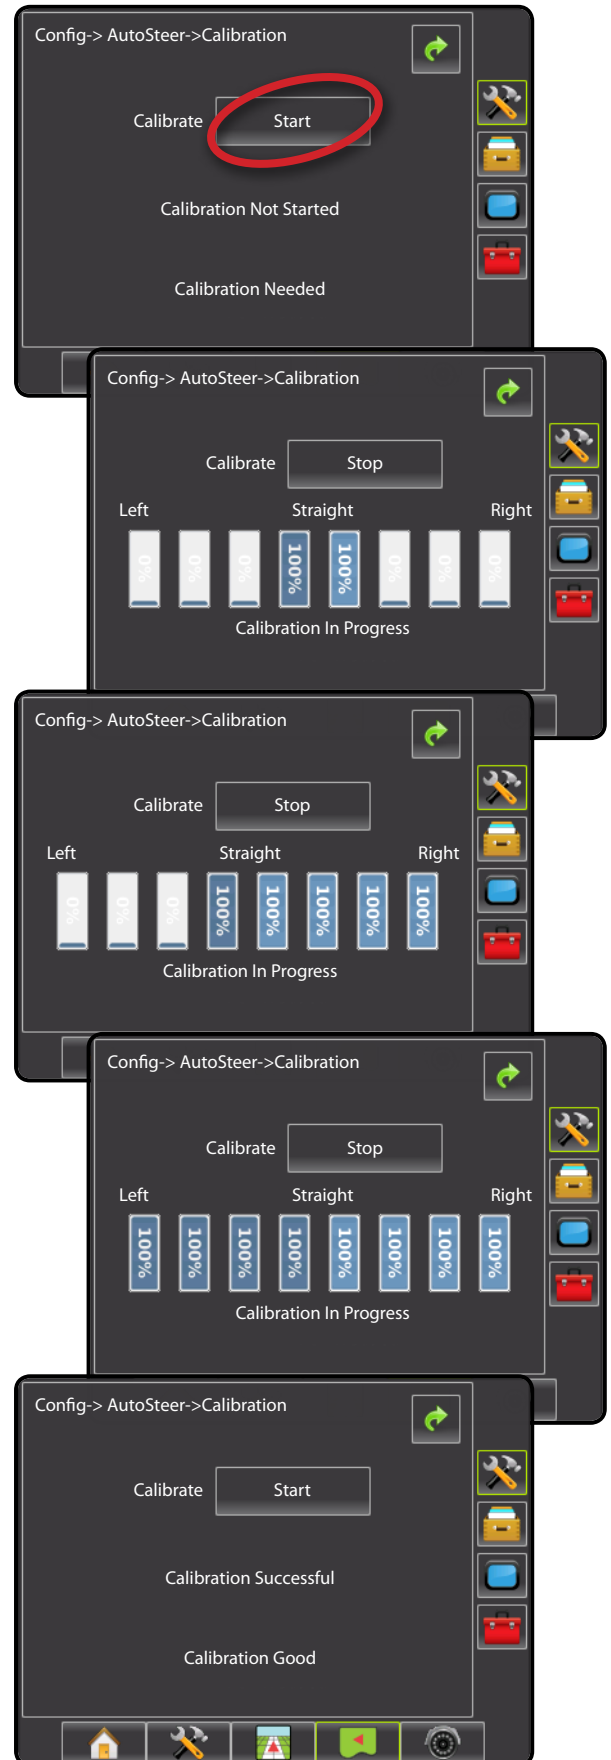 Config-> AutoSteer->Calibration
Calibrate Start
Calibration Not Started
Calibration Needed
Config-> AutoSteer->Calibration
Calibrate Stop
Left Straight Right
0% 0% 0% 100% 100% 0% 0% 0%
Calibration In Progress
Config-> AutoSteer->Calibration
Calibrate Stop
Left Straight Right
0% 0% 0% 100% 100% 100% 100% 100%
Calibration In Progress
Config-> AutoSteer->Calibration
Calibrate Stop
Left Straight Right
100% 100% 100% 100% 100% 100% 100% 100%
Calibration In Progress
Config-> AutoSteer->Calibration
Calibrate Start
Calibration Successful
Calibration Good